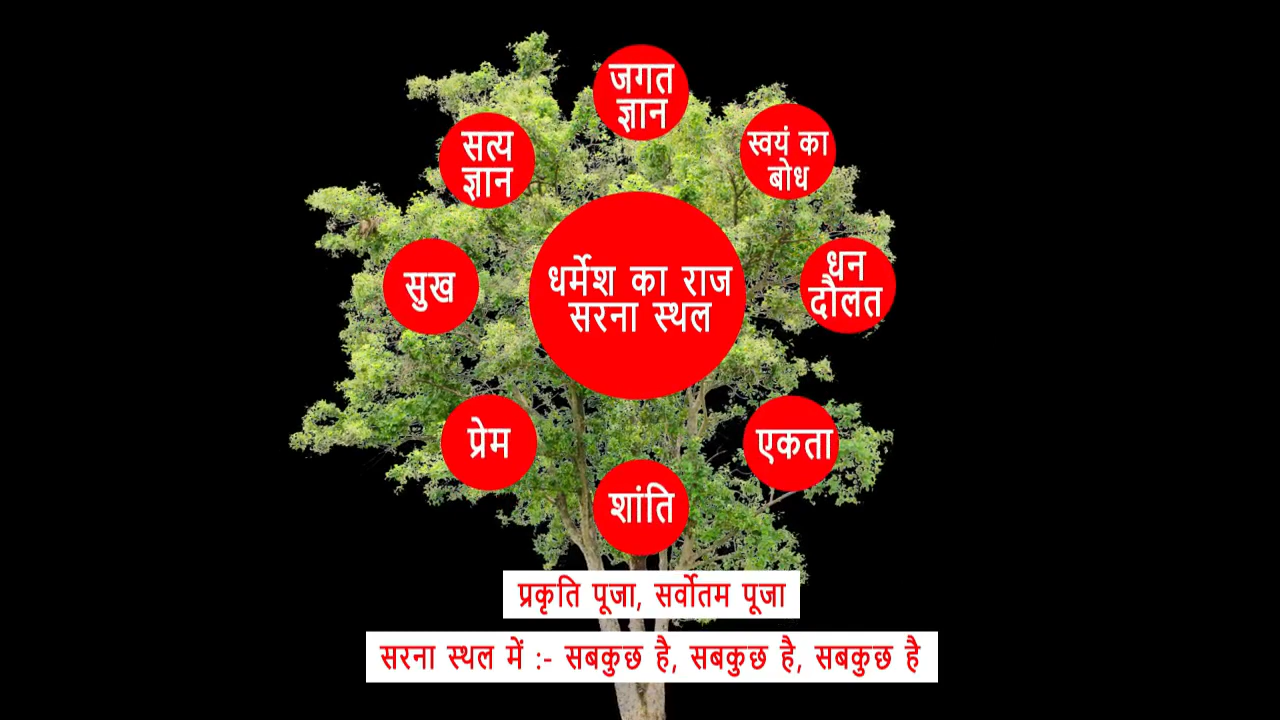 जगत
ज्ञान
स्वयं का
बोध
सत्य
ज्ञान
धन
दौलत
सुख
धर्मेश का राज
सरना स्थल
प्रेम
एकता
शांति
प्रकृति पूजा, सर्वोतम पूजा
सरना स्थल में :- सबकुछ है, सबकुछ है, सबकुछ है